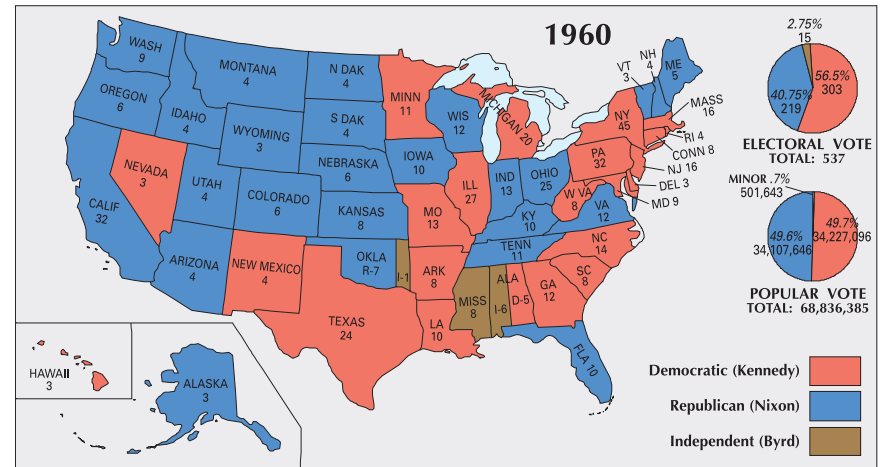 1960
WASH
9
OREGON
6
CALIF
32
NEVADA
3
IDAHO
4
MONTANA
4
WYOMING
3
UTAH
4
COLORADO
6
ARIZONA
4
NEW MEXICO
4
N DAK
4
S DAK
4
NEBRASKA
6
KANSAS
8
OKLA
R-7
I-1
TEXAS
24
MINN
11
IOWA
10
MO
13
ARK
8
LA
10
WIS
12
ILL
27
MICHIGAN 20
IND
13
OHIO
25
KY
10
TENN
11
MISS
8
ALA
I-6
D-5
GA
12
FLA 10
SC
8
NC
14
VA
12
W VA
8
PA
32
NY
45
VT
3
NH
4
ME
5
MASS
16
RI 4
CONN 8
NJ 16
DEL 3
MD 9
HAWAII
3
ALASKA
3
2.75%
15
56.5%
303
40.75%
219
ELECTORAL VOTE
TOTAL: 537
MINOR .7%
501,643
49.7%
34,227,096
49.6%
34,107,646
POPULAR VOTE
TOTAL: 68,836,385
Democratic (Kennedy)
Republican (Nixon)
Independent (Byrd)